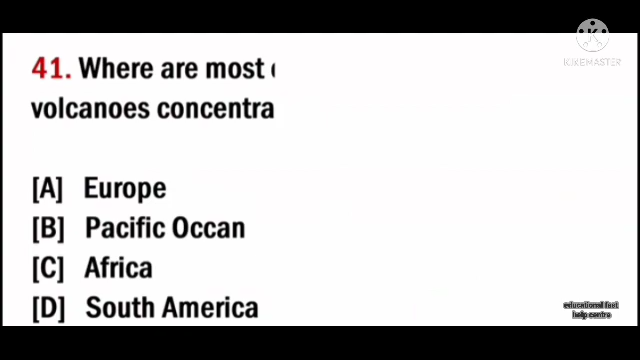 41. Where are most
volcanoes concentra
[A] Europe
[B] Pacific Occan
[C] Africa
[D] South America
K
KINEMASTER
educational fast
help centre